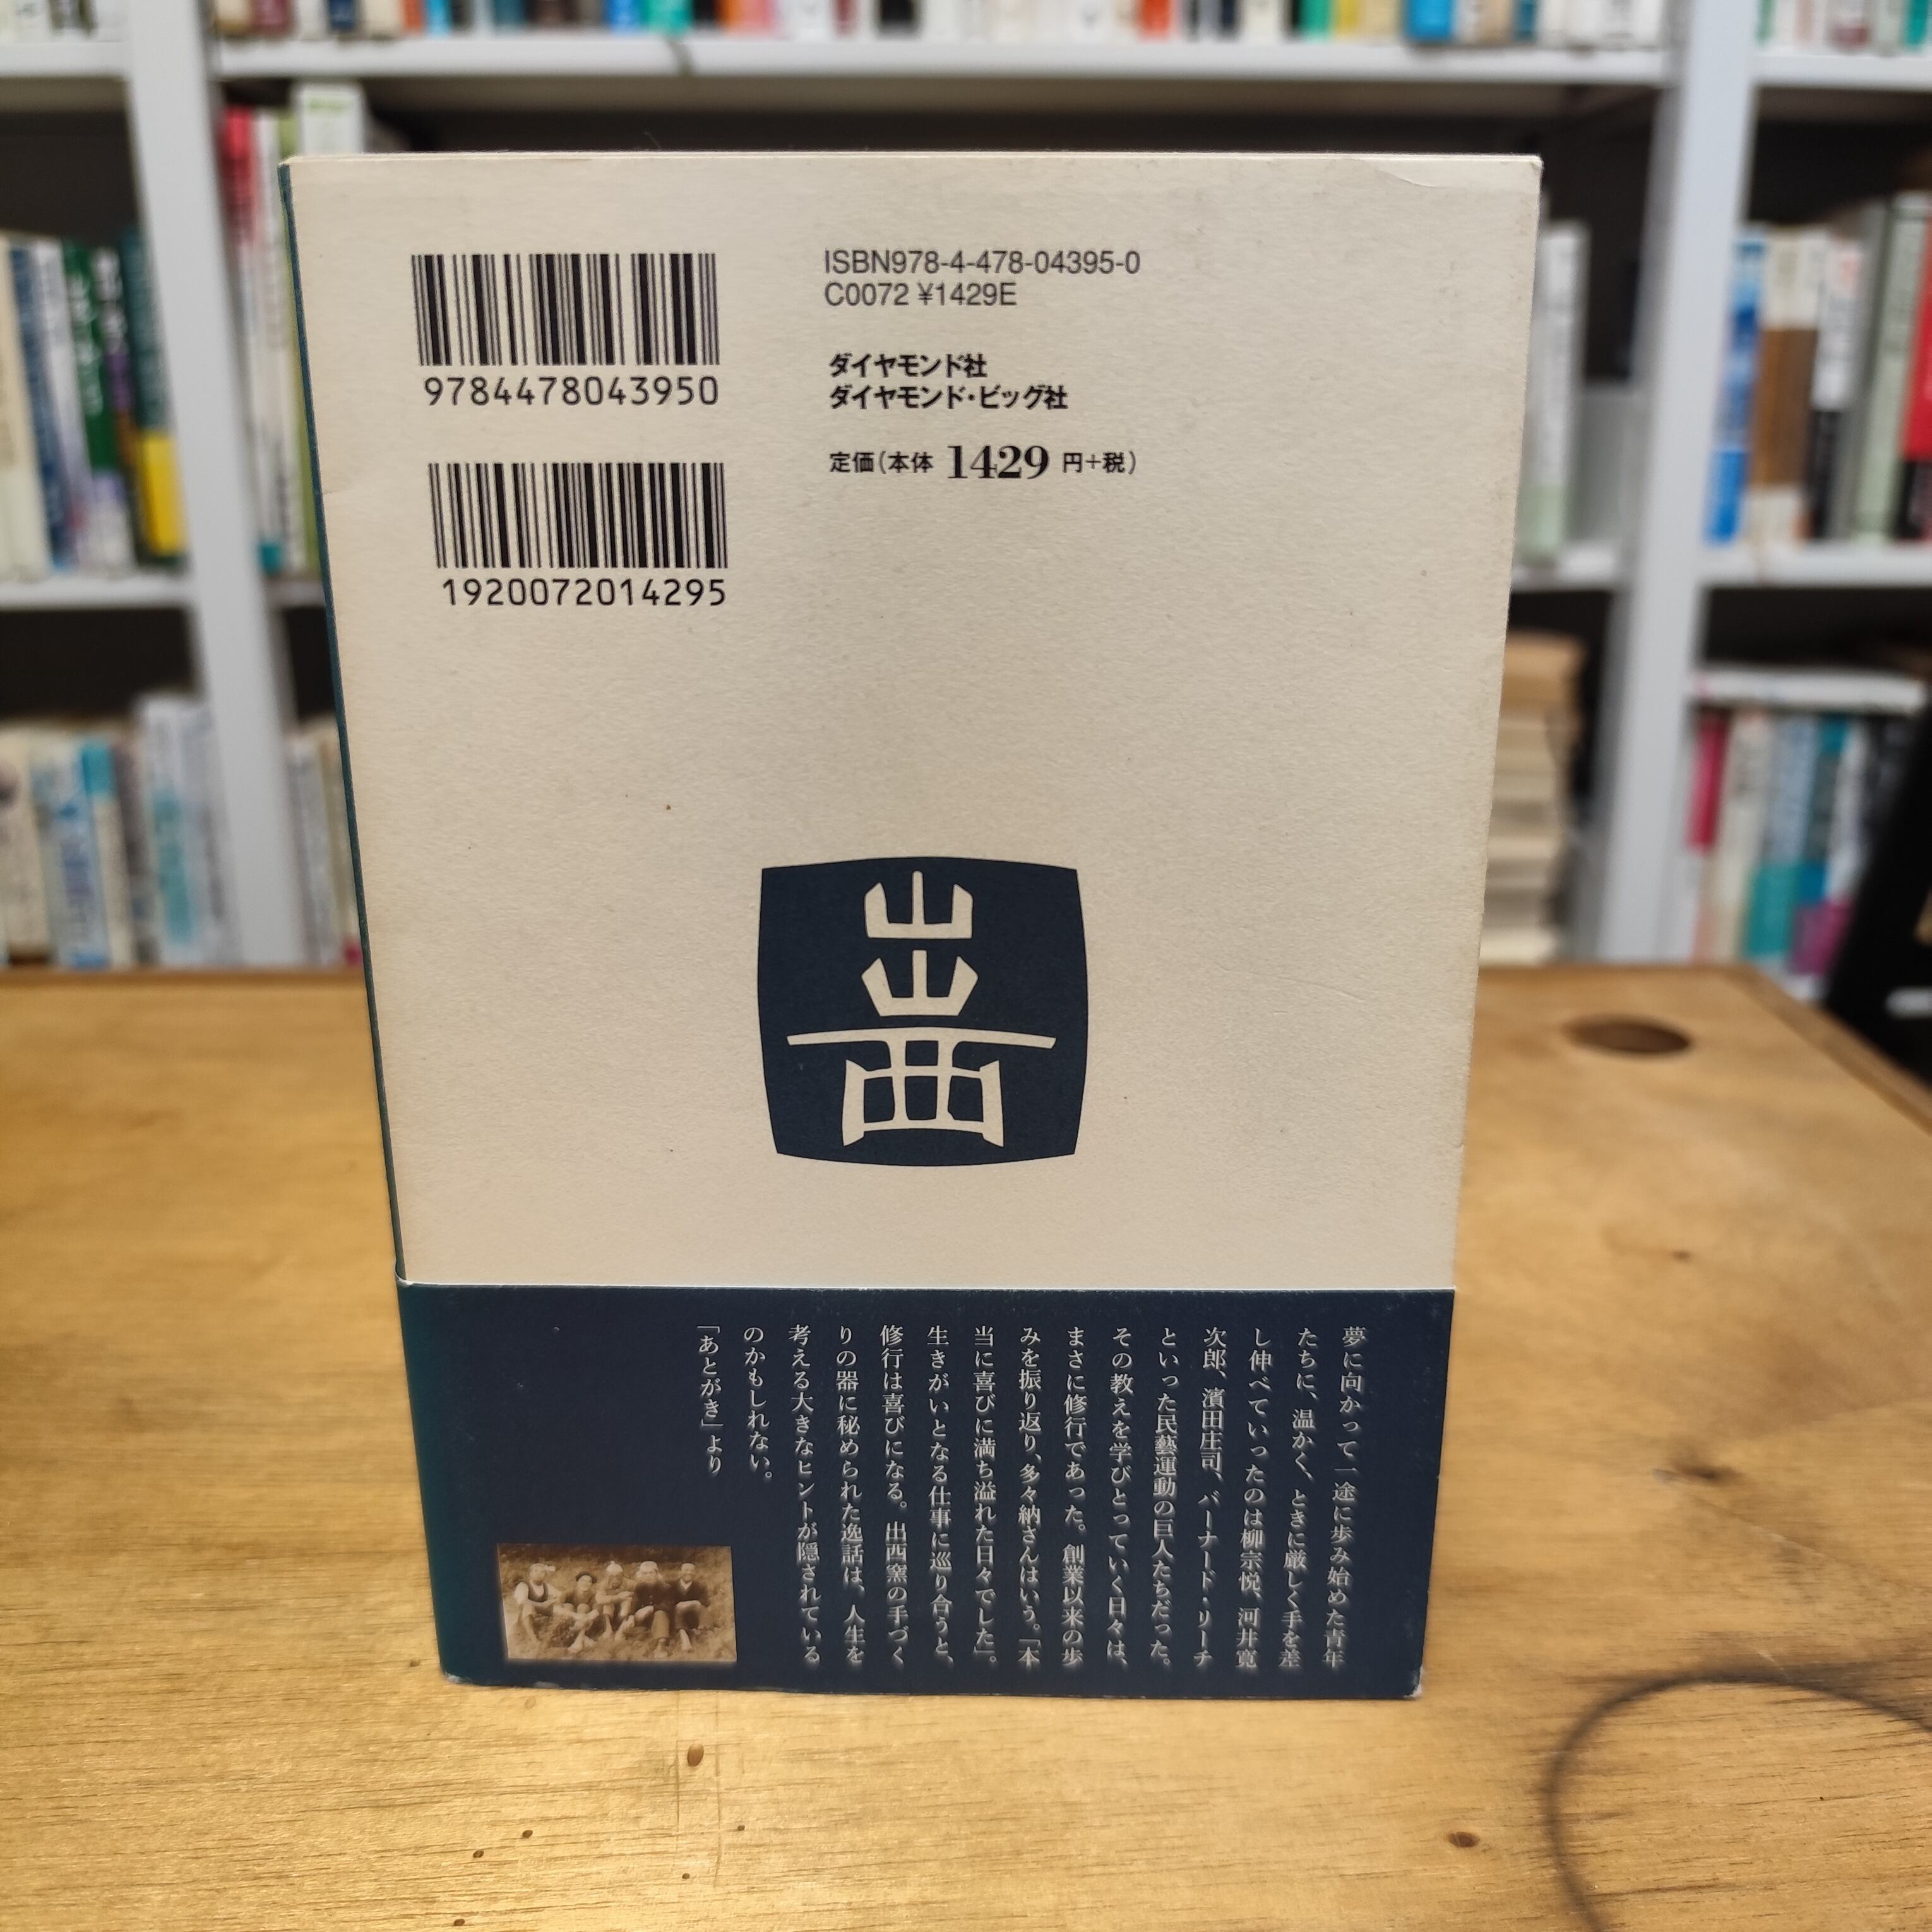 ISBN978-4-478-04395-0
C0072 ¥1429E
9784478043950
ダイヤモンド社
ダイヤモンド・ビッグ社
定価(本体 1429 円+税)
1920072014295
出西
夢に向かって一途に歩み始めた青年
たちに、温かく、ときに厳しく手を差
し伸べていったのは柳宗悦、河井寛
次郎、濱田庄司、バーナード・リーチ
といった民藝運動の巨人たちだった。
その教えを学びとっていく日々は、
まさに修行であった。創業以来の歩
みを振り返り、多々納さんはいう。「本
当に喜びに満ち溢れた日々でした」。
生きがいとなる仕事に巡り合うと、
修行は喜びになる。出西窯の手づく
りの器に秘められた逸話は、人生を
考える大きなヒントが隠されている
のかもしれない。
「あとがき」より